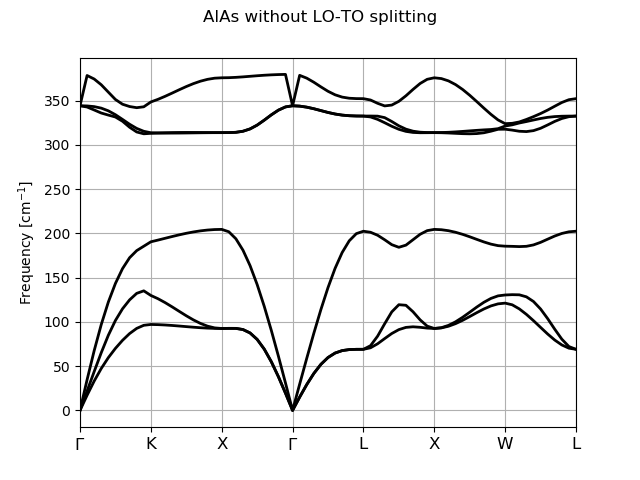 AlAs without LO-TO splitting
Frequency [cm⁻¹]
350
300
250
200
150
100
50
0
Γ K X Γ L X W L